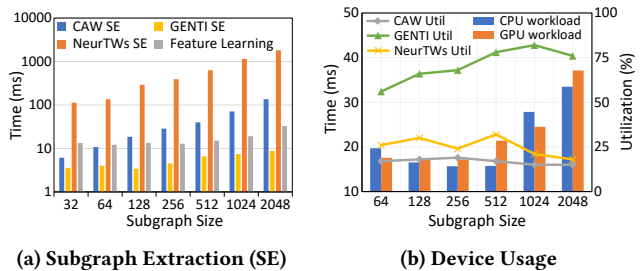 CAW SE GENTI SE
NeurTWs SE Feature Learning
10000
1000
100
10
1
Time (ms)
32 64 128 256 512 1024 2048
Subgraph Size
(a) Subgraph Extraction (SE)
CAW Util CPU workload
GENTI Util GPU workload
NeurTWs Util
50
40
30
20
10
Time (ms)
100
75
50
25
0
Utilization (%)
64 128 256 512 1024 2048
Subgraph Size
(b) Device Usage